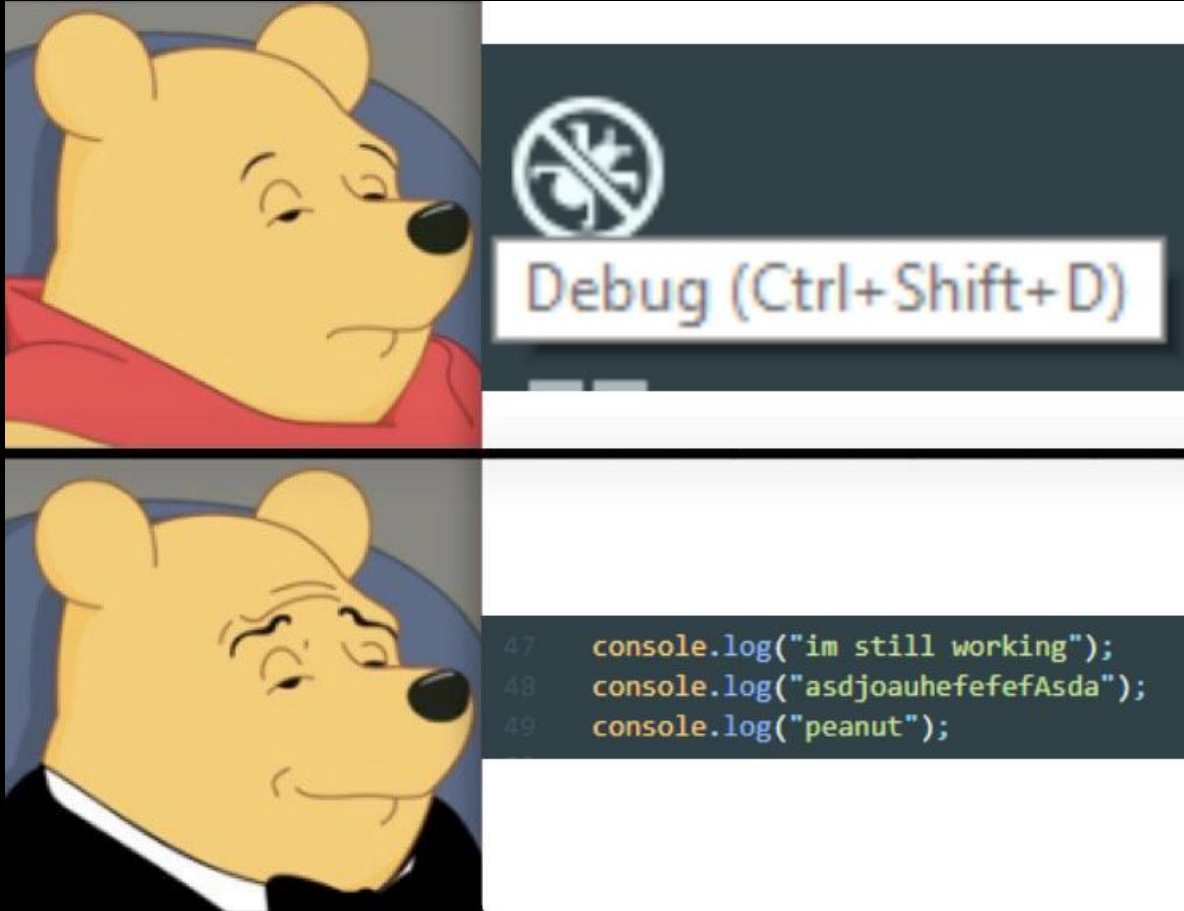 Debug (Ctrl+Shift+D)
47 console.log("im still working");
48 console.log("asdjoauhefefefAsda");
49 console.log("peanut");